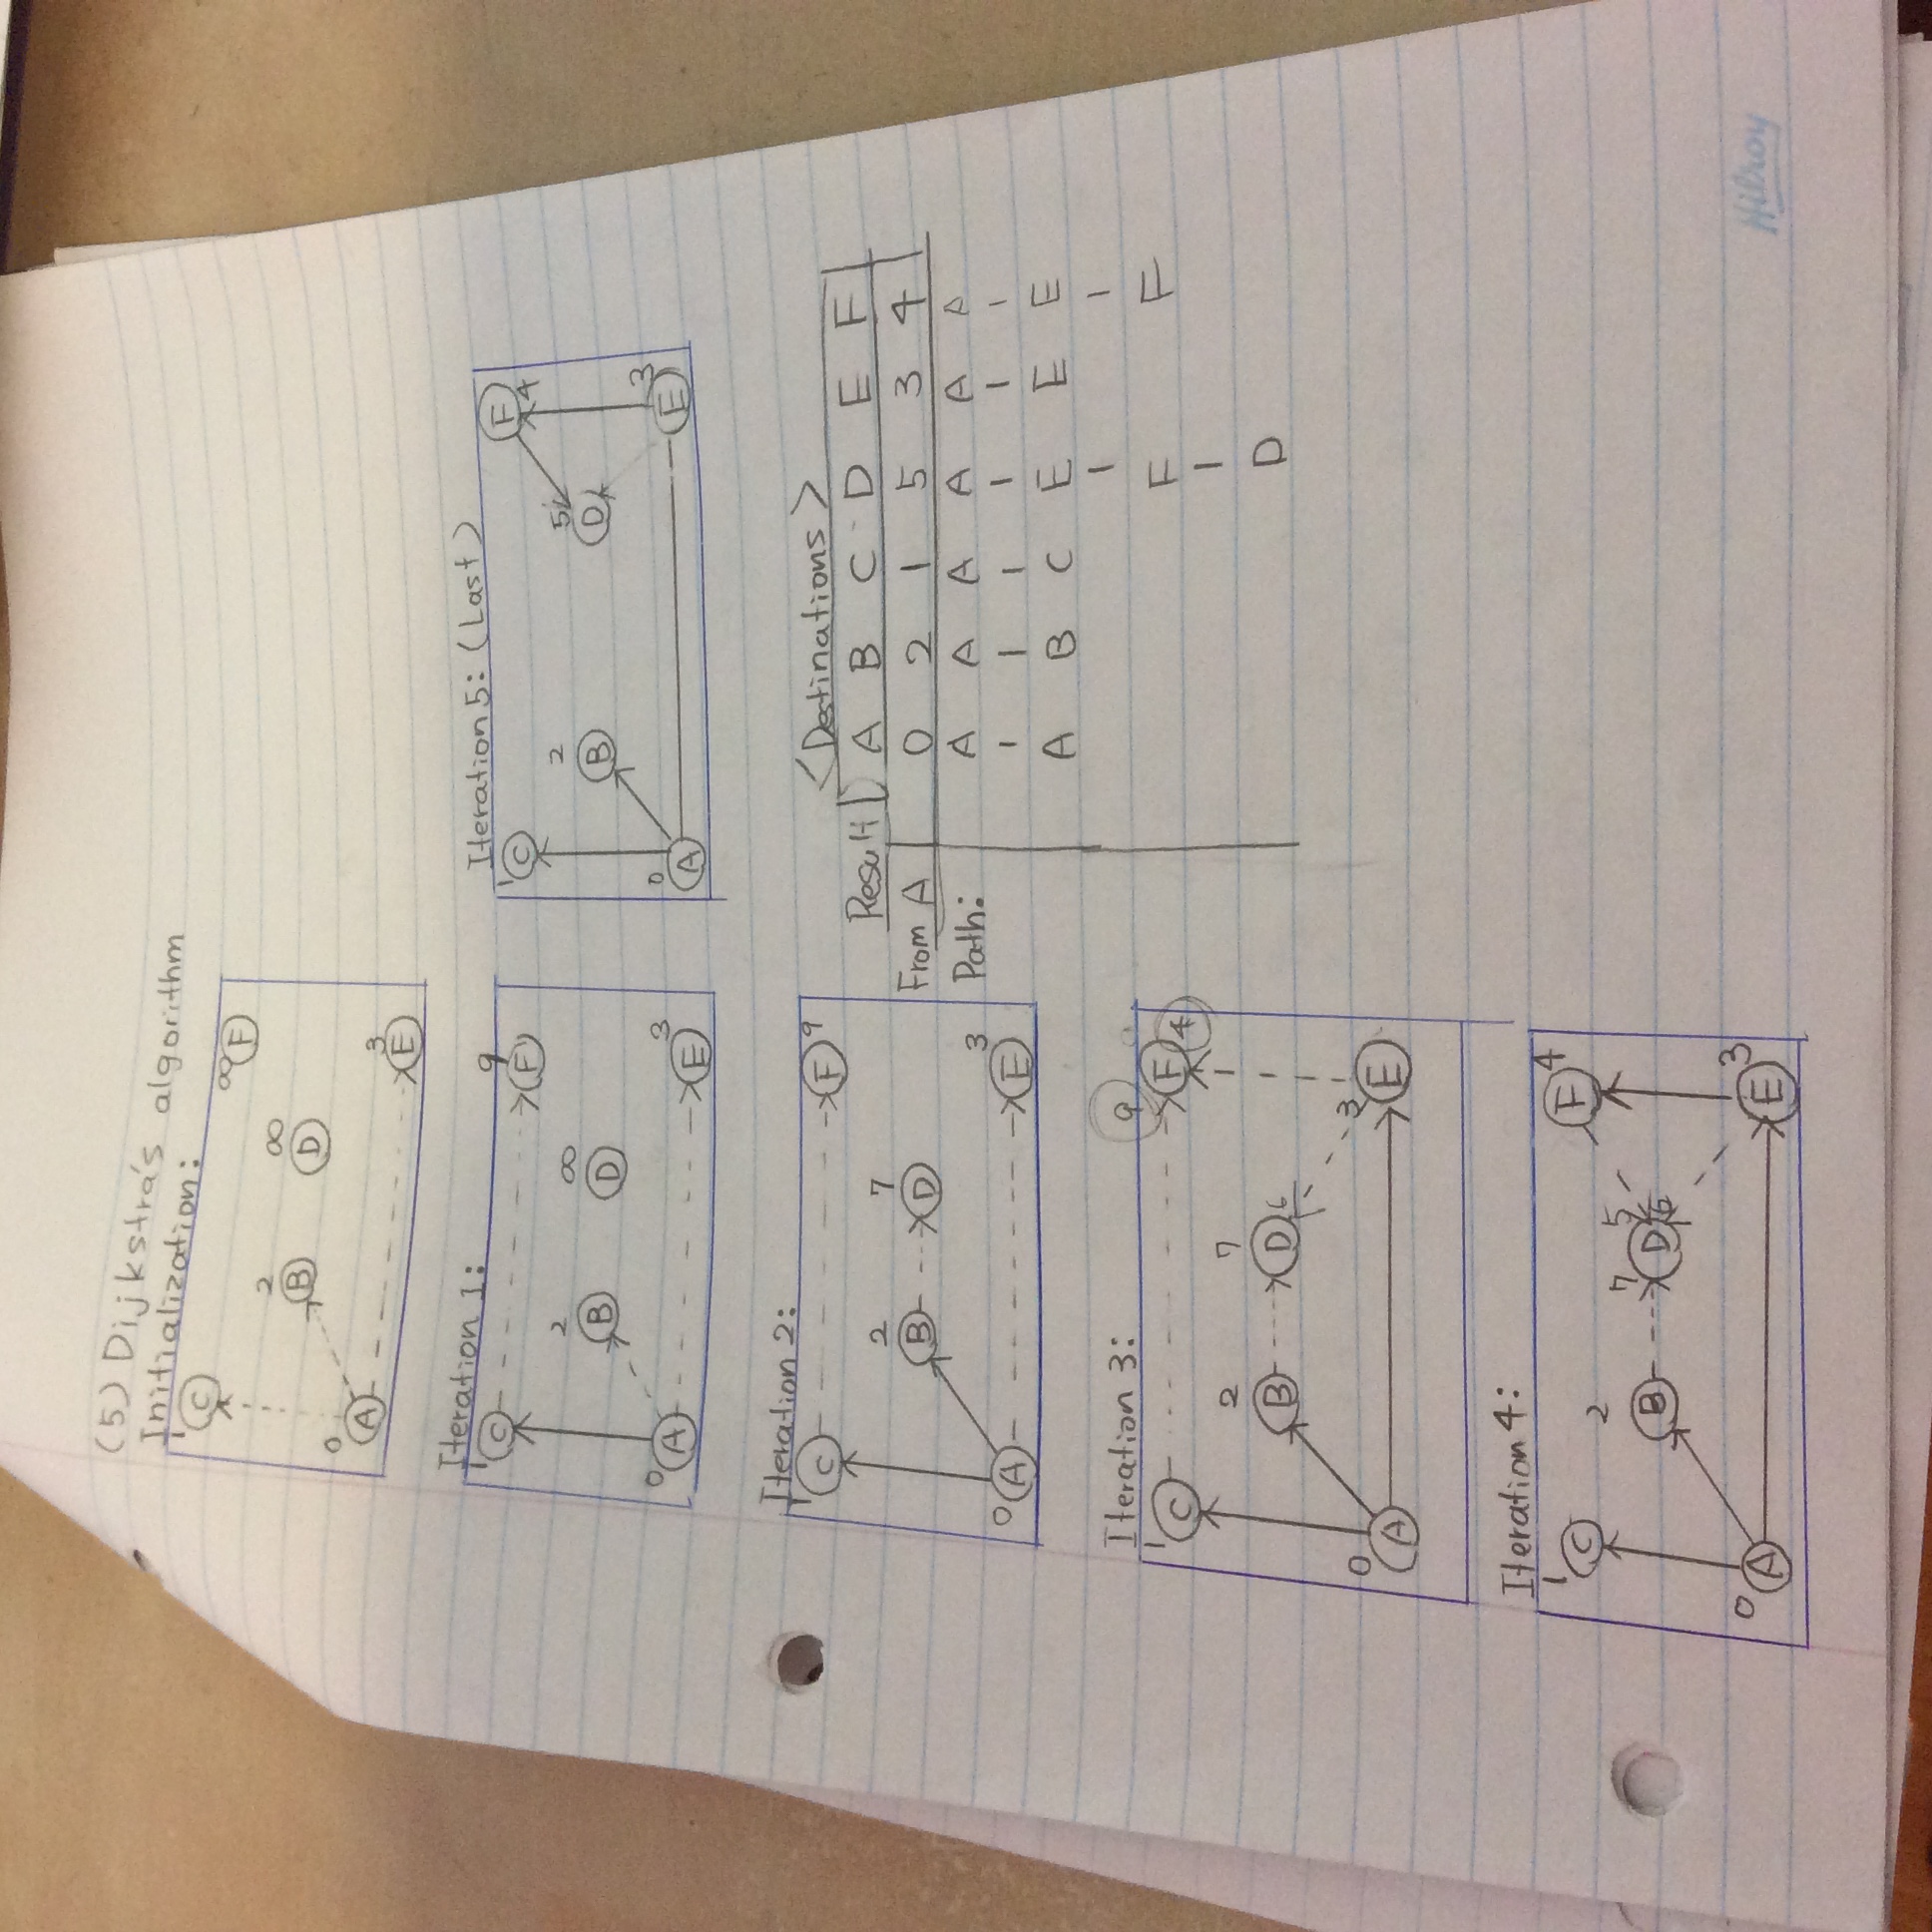 (5) Dijkstra's algorithm
Initialization:
1 C
∞ F
2
B
∞
D
0
A
3
E
Iteration 1:
1 C
9
F
2
B
∞
D
0 A
3
E
Iteration 2:
1 C
F 9
2
B
7
D
0 A
3
E
Iteration 3:
1 C
9
F 4
2
B
7
D 6
0
A
3
E
Iteration 4:
1
C
F 4
2
B
7 5
D 6
0 A
E 3
Iteration 5: (Last)
1 C
F
4
2
B
5
D
0
A
3
E
<Destinations>
Result A B C D E F
From A 0 2 1 5 3 4
Path: A A A A A A
| | | | | |
A B C E E E
| |
F F
|
D
Hilroy